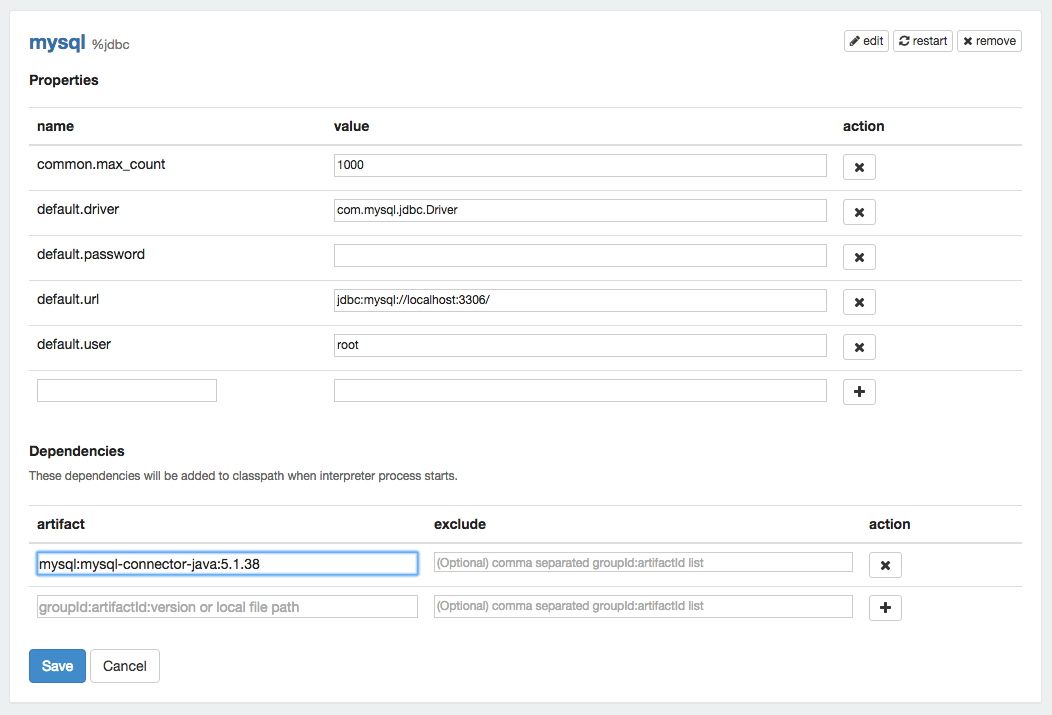 mysql %jdbc
edit restart remove
Properties
name value action
common.max_count 1000
default.driver com.mysql.jdbc.Driver
default.password
default.url jdbc:mysql://localhost:3306/
default.user root
Dependencies
These dependencies will be added to classpath when interpreter process starts.
artifact exclude action
mysql:mysql-connector-java:5.1.38 (Optional) comma separated groupId:artifactId list
groupId:artifactId:version or local file path (Optional) comma separated groupId:artifactId list
Save Cancel